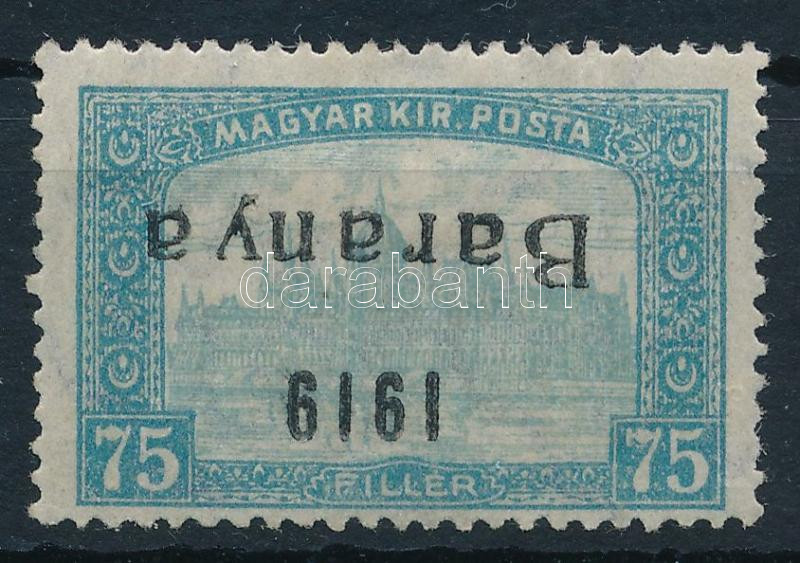 MAGYAR KIR. POSTA
Baranya
darabanth
1919
75 75
FILLÉR